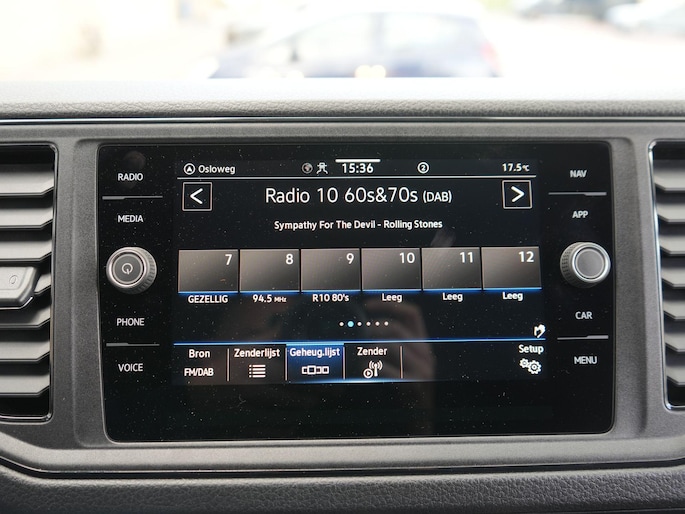 RADIO
MEDIA
PHONE
VOICE
Osloweg
15:36
2
17.5°C
Radio 10 60s&70s (DAB)
Sympathy For The Devil - Rolling Stones
7 8 9 10 11 12
GEZELLIG 94.5 MHz R10 80's Leeg Leeg Leeg
Bron Zenderlijst Geheug.lijst Zender Setup
FM/DAB
NAV
APP
CAR
MENU